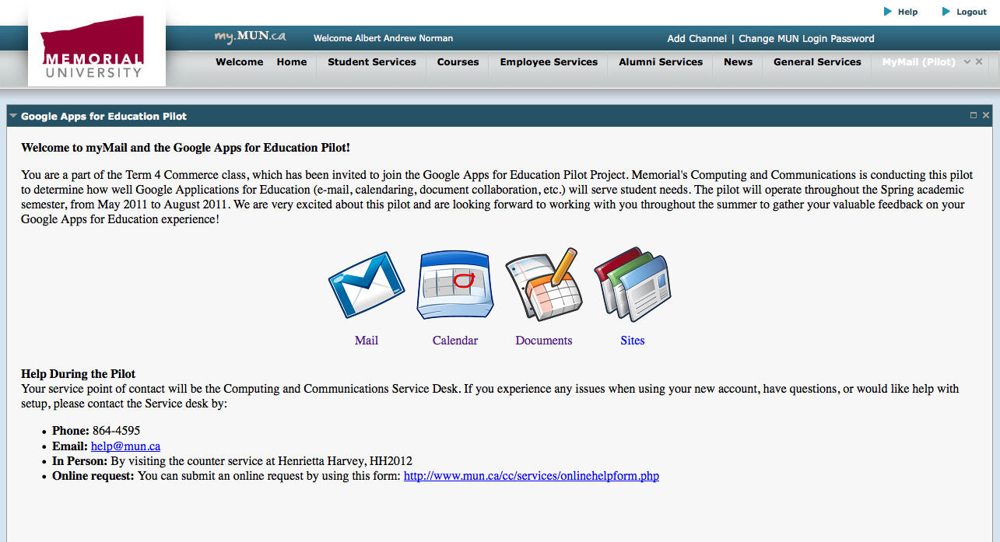 Help Logout
MEMORIAL
UNIVERSITY
my.MUN.ca Welcome Albert Andrew Norman Add Channel | Change MUN Login Password
Welcome Home Student Services Courses Employee Services Alumni Services News General Services MyMail (Pilot)
Google Apps for Education Pilot
Welcome to myMail and the Google Apps for Education Pilot!
You are a part of the Term 4 Commerce class, which has been invited to join the Google Apps for Education Pilot Project. Memorial's Computing and Communications is conducting this pilot
to determine how well Google Applications for Education (e-mail, calendaring, document collaboration, etc.) will serve student needs. The pilot will operate throughout the Spring academic
semester, from May 2011 to August 2011. We are very excited about this pilot and are looking forward to working with you throughout the summer to gather your valuable feedback on your
Google Apps for Education experience!
Mail Calendar Documents Sites
Help During the Pilot
Your service point of contact will be the Computing and Communications Service Desk. If you experience any issues when using your new account, have questions, or would like help with
setup, please contact the Service desk by:
• Phone: 864-4595
• Email: help@mun.ca
• In Person: By visiting the counter service at Henrietta Harvey, HH2012
• Online request: You can submit an online request by using this form: http://www.mun.ca/cc/services/onlinehelpform.php